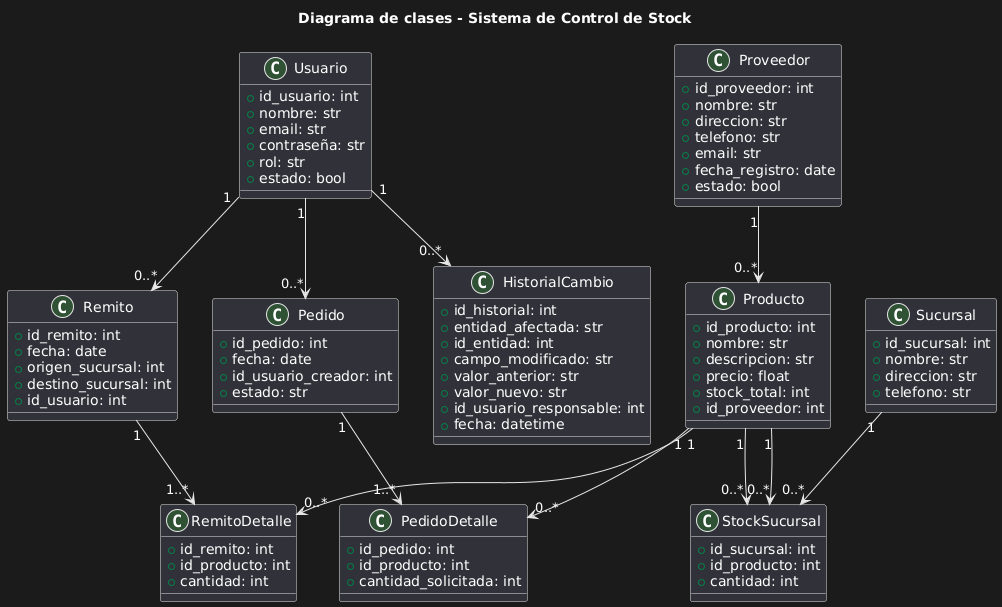 Diagrama de clases - Sistema de Control de Stock
C Usuario
id_usuario: int
nombre: str
email: str
contraseña: str
rol: str
estado: bool
C Proveedor
id_proveedor: int
nombre: str
direccion: str
telefono: str
email: str
fecha_registro: date
estado: bool
1
1
1
1
0..*
0..*
0..*
0..*
C Remito
id_remito: int
fecha: date
origen_sucursal: int
destino_sucursal: int
id_usuario: int
C Pedido
id_pedido: int
fecha: date
id_usuario_creador: int
estado: str
C HistorialCambio
id_historial: int
entidad_afectada: str
id_entidad: int
campo_modificado: str
valor_anterior: str
valor_nuevo: str
id_usuario_responsable: int
fecha: datetime
C Producto
id_producto: int
nombre: str
descripcion: str
precio: float
stock_total: int
id_proveedor: int
C Sucursal
id_sucursal: int
nombre: str
direccion: str
telefono: str
1
1
1
1
1
1
1
1..*
0..*
1..*
0..*
0..*
0..*
0..*
C RemitoDetalle
id_remito: int
id_producto: int
cantidad: int
C PedidoDetalle
id_pedido: int
id_producto: int
cantidad_solicitada: int
C StockSucursal
id_sucursal: int
id_producto: int
cantidad: int